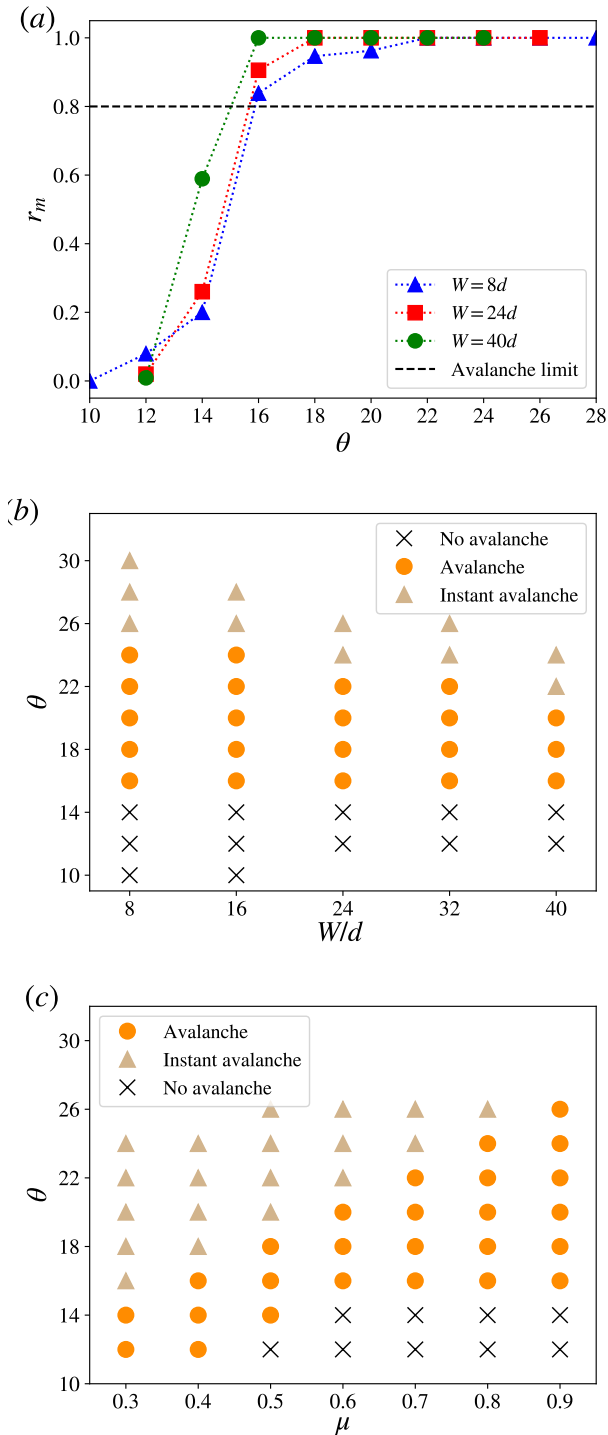 (a)
1.0
0.8
0.6
0.4
0.2
0.0
r_m
W = 8d
W = 24d
W = 40d
Avalanche limit
10 12 14 16 18 20 22 24 26 28
θ
(b)
No avalanche
Avalanche
Instant avalanche
30
26
22
18
14
10
θ
8 16 24 32 40
W/d
(c)
Avalanche
Instant avalanche
No avalanche
30
26
22
18
14
10
θ
0.3 0.4 0.5 0.6 0.7 0.8 0.9
μ